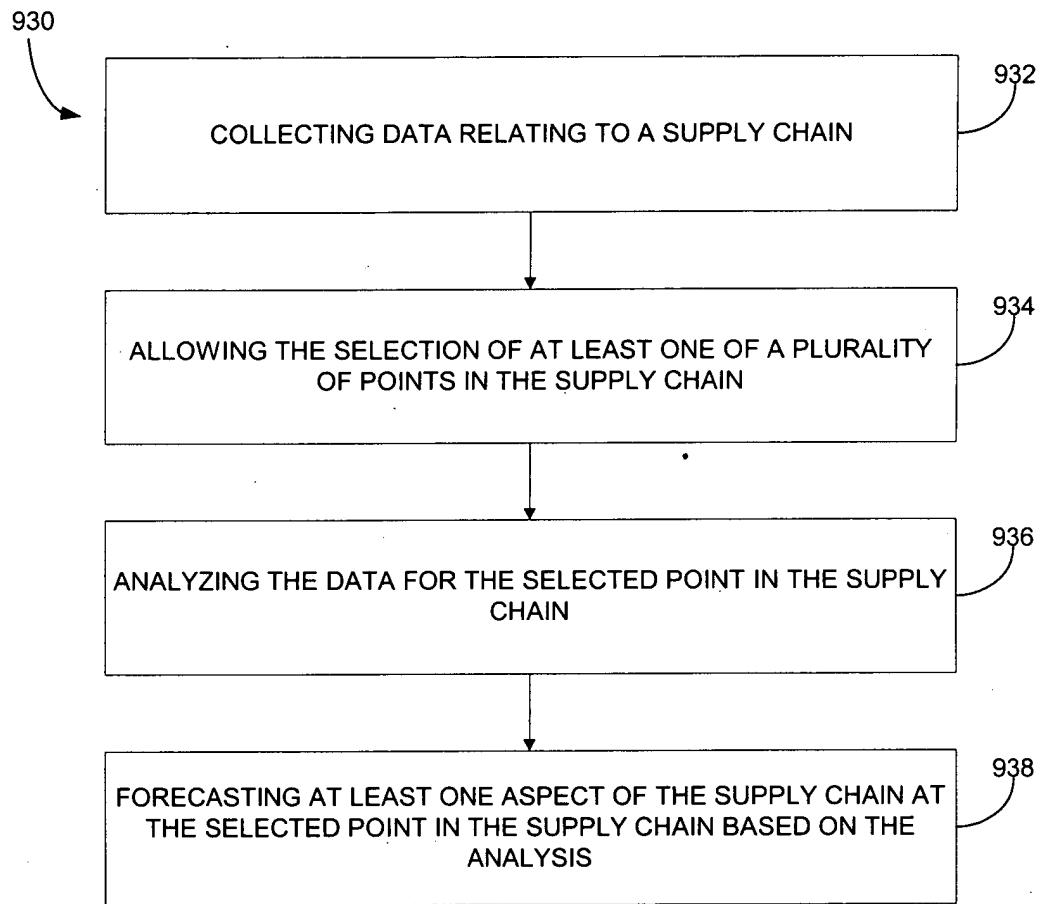 930
932
COLLECTING DATA RELATING TO A SUPPLY CHAIN
934
ALLOWING THE SELECTION OF AT LEAST ONE OF A PLURALITY
OF POINTS IN THE SUPPLY CHAIN
936
ANALYZING THE DATA FOR THE SELECTED POINT IN THE SUPPLY
CHAIN
938
FORECASTING AT LEAST ONE ASPECT OF THE SUPPLY CHAIN AT
THE SELECTED POINT IN THE SUPPLY CHAIN BASED ON THE
ANALYSIS